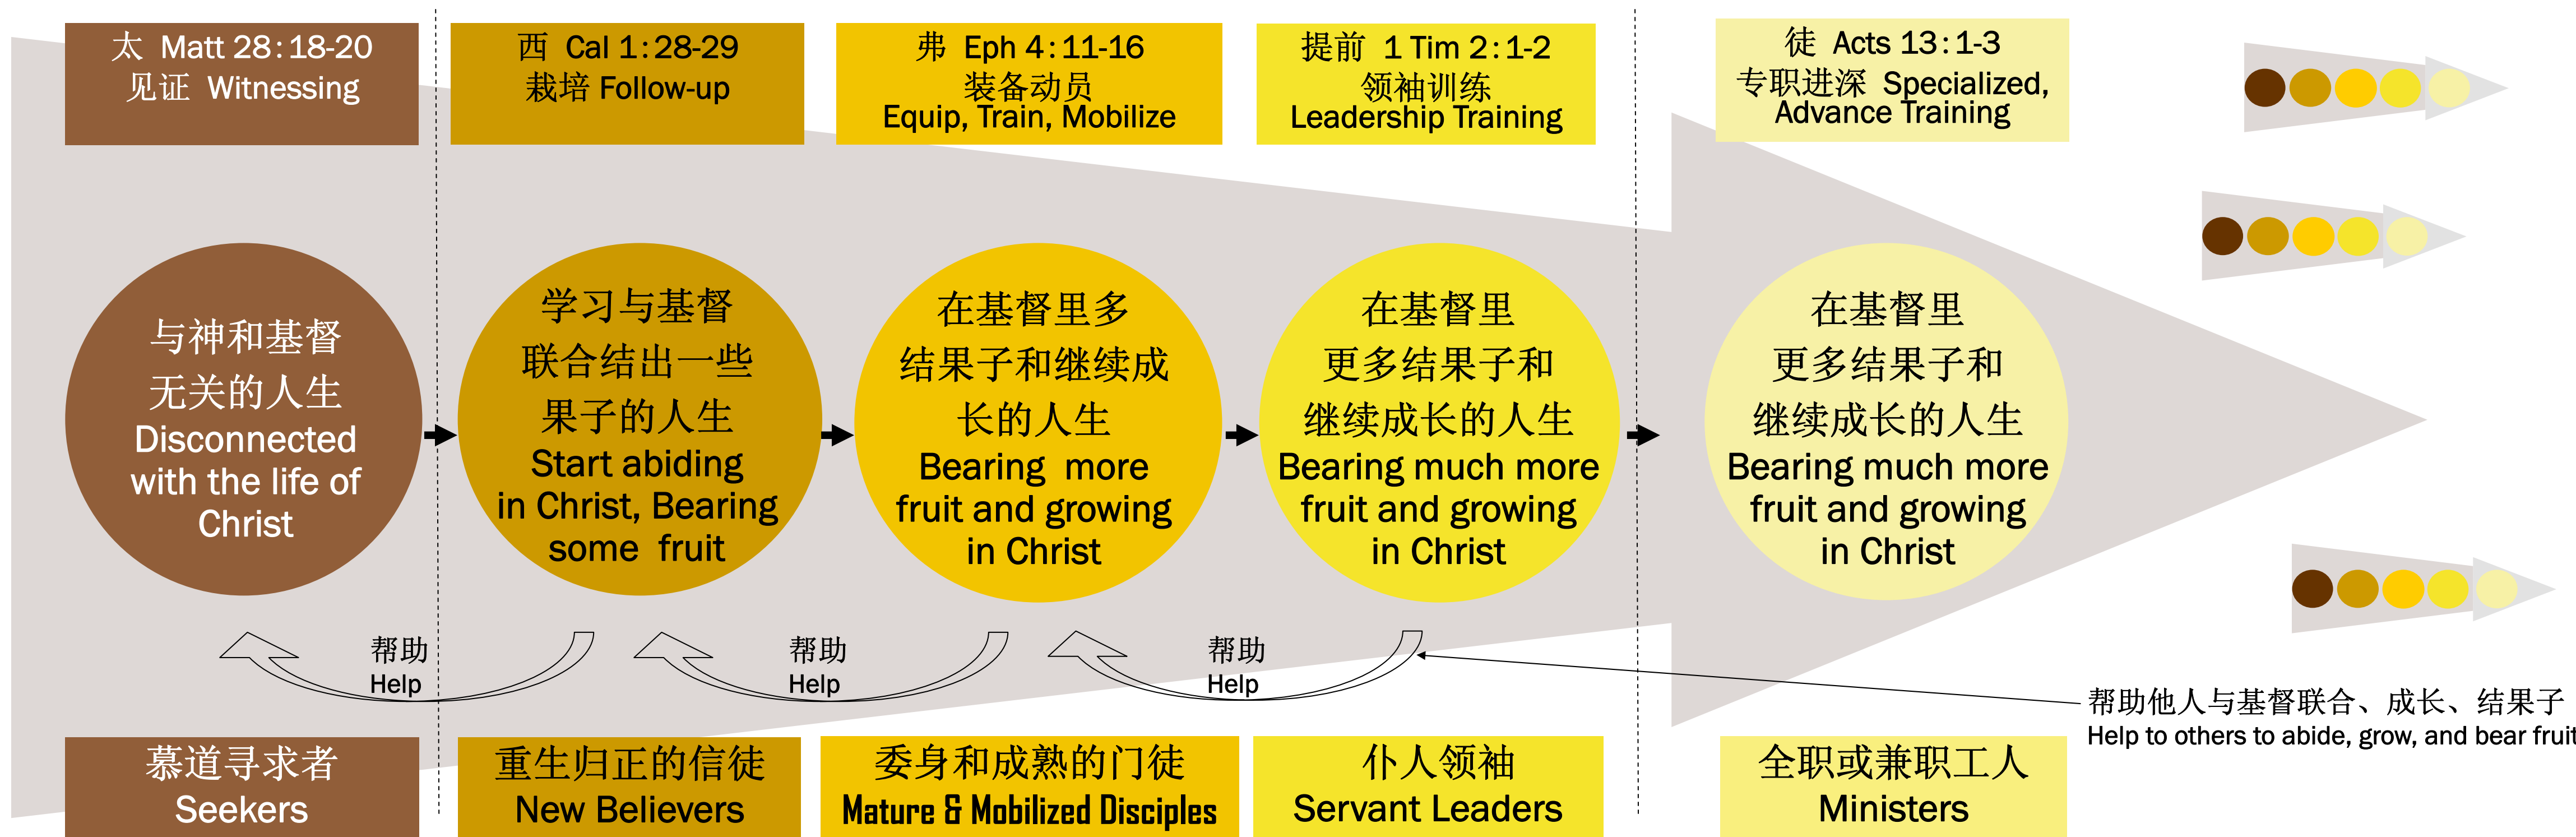 太 Matt 28:18-20
见证 Witnessing
西 Cal 1:28-29
栽培 Follow-up
弗 Eph 4:11-16
装备动员
Equip, Train, Mobilize
提前 1 Tim 2:1-2
领袖训练
Leadership Training
徒 Acts 13:1-3
专职进深 Specialized,
Advance Training
与神和基督
无关的人生
Disconnected
with the life of
Christ
学习与基督
联合结出一些
果子的人生
Start abiding
in Christ, Bearing
some fruit
在基督里多
结果子和继续成
长的人生
Bearing more
fruit and growing
in Christ
在基督里
更多结果子和
继续成长的人生
Bearing much more
fruit and growing
in Christ
在基督里
更多结果子和
继续成长的人生
Bearing much more
fruit and growing
in Christ
帮助
Help
帮助
Help
帮助
Help
帮助他人与基督联合、成长、结果子
Help to others to abide, grow, and bear fruit
慕道寻求者
Seekers
重生归正的信徒
New Believers
委身和成熟的门徒
Mature & Mobilized Disciples
仆人领袖
Servant Leaders
全职或兼职工人
Ministers